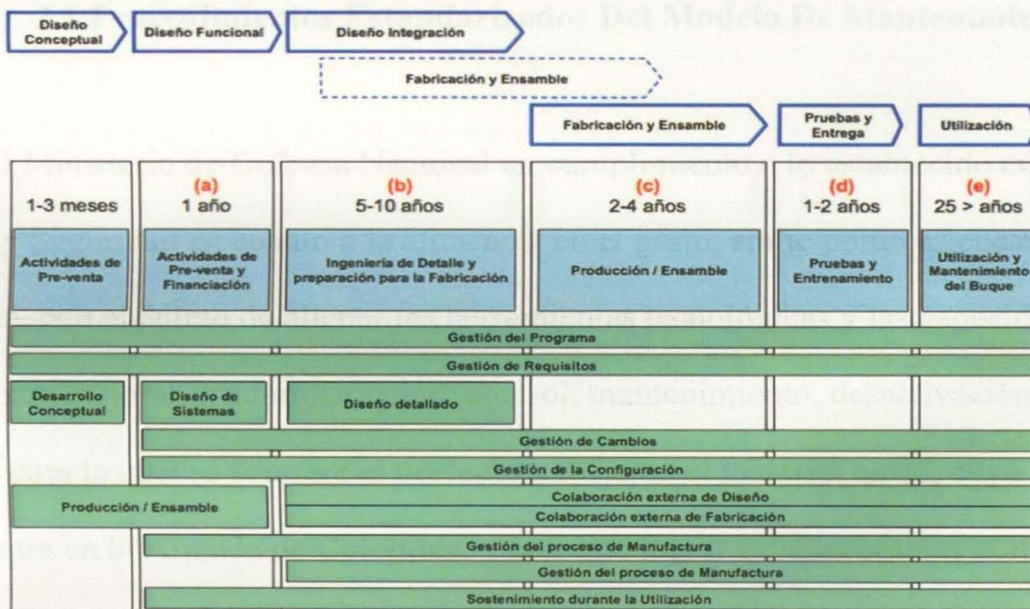 Diseño
Conceptual
Diseño Funcional
Diseño Integración
Fabricación y Ensamble
Fabricación y Ensamble
Pruebas y
Entrega
Utilización
(a)
(b)
(c)
(d)
(e)
1-3 meses
1 año
5-10 años
2-4 años
1-2 años
25 > años
Actividades de
Pre-venta
Actividades de
Pre-venta y
Financiación
Ingeniería de Detalle y
preparación para la Fabricación
Producción / Ensamble
Pruebas y
Entrenamiento
Utilización y
Mantenimiento
del Buque
Gestión del Programa
Gestión de Requisitos
Desarrollo
Conceptual
Diseño de
Sistemas
Diseño detallado
Gestión de Cambios
Gestión de la Configuración
Producción / Ensamble
Colaboración externa de Diseño
Colaboración externa de Fabricación
Gestión del proceso de Manufactura
Gestión del proceso de Manufactura
Sostenimiento durante la Utilización